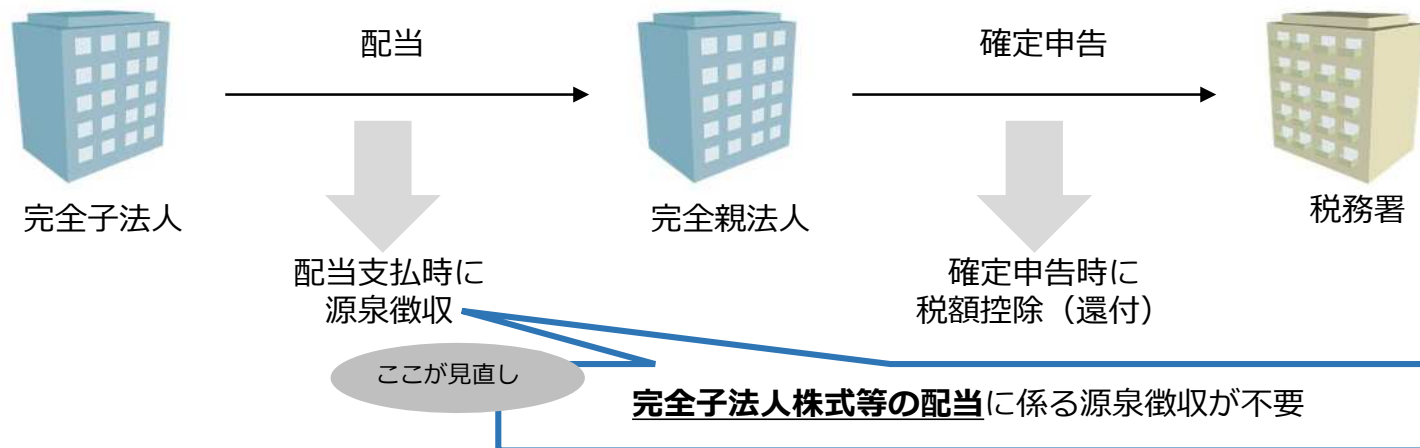 配当
確定申告
完全子法人
完全親法人
税務署
配当支払時に
源泉徴収
確定申告時に
税額控除（還付）
ここが見直し
完全子法人株式等の配当に係る源泉徴収が不要